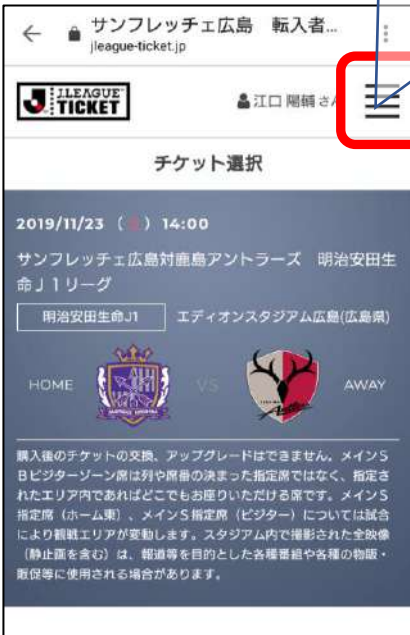 サンフレッチェ広島 転入者...
jleague-ticket.jp
J.LEAGUE
TICKET
江口 陽輔 さん
チケット選択
2019/11/23 ( ) 14:00
サンフレッチェ広島対鹿島アントラーズ 明治安田生
命J1リーグ
明治安田生命J1 エディオンスタジアム広島(広島県)
HOME VS AWAY
購入後のチケットの交換、アップグレードはできません。メインS
Bビジターゾーン席は列や席番の決まった指定席ではなく、指定さ
れたエリア内であればどこでもお座りいただける席です。メインS
指定席(ホーム東)、メインS指定席(ビジター)については試合
により観戦エリアが変動します。スタジアム内で撮影された全映像
(静止画を含む)は、報道等を目的とした各種番組や各種の物販・
販促等に使用される場合があります。